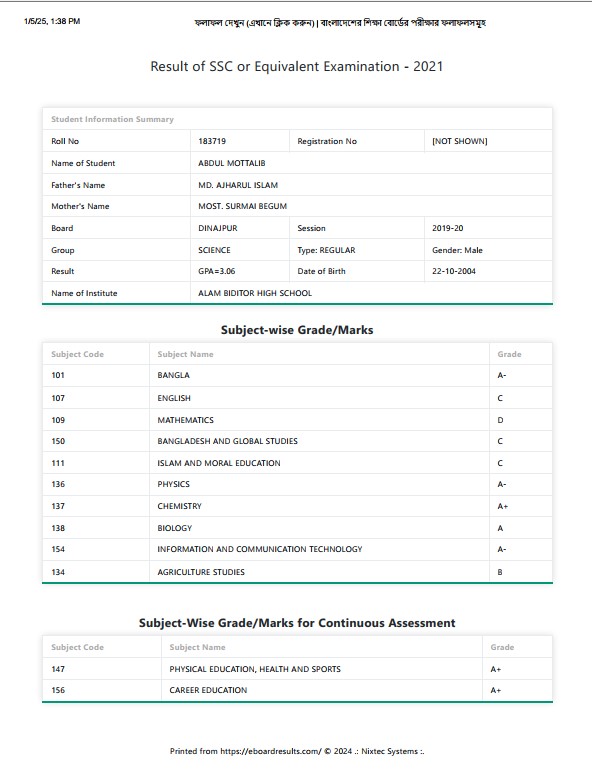 1/5/25, 1:38 PM ফলাফল দেখুন (এখানে ক্লিক করুন) | বাংলাদেশের শিক্ষা বোর্ডের পরীক্ষার ফলাফলসমূহ
Result of SSC or Equivalent Examination - 2021
Student Information Summary
Roll No 183719 Registration No [NOT SHOWN]
Name of Student ABDUL MOTTALIB
Father's Name MD. AJHARUL ISLAM
Mother's Name MOST. SURMAI BEGUM
Board DINAJPUR Session 2019-20
Group SCIENCE Type: REGULAR Gender: Male
Result GPA=3.06 Date of Birth 22-10-2004
Name of Institute ALAM BIDITOR HIGH SCHOOL
Subject-wise Grade/Marks
Subject Code Subject Name Grade
101 BANGLA A-
107 ENGLISH C
109 MATHEMATICS D
150 BANGLADESH AND GLOBAL STUDIES C
111 ISLAM AND MORAL EDUCATION C
136 PHYSICS A-
137 CHEMISTRY A+
138 BIOLOGY A
154 INFORMATION AND COMMUNICATION TECHNOLOGY A-
134 AGRICULTURE STUDIES B
Subject-Wise Grade/Marks for Continuous Assessment
Subject Code Subject Name Grade
147 PHYSICAL EDUCATION, HEALTH AND SPORTS A+
156 CAREER EDUCATION A+
Printed from https://eboardresults.com/ © 2024 .: Nixtec Systems :.